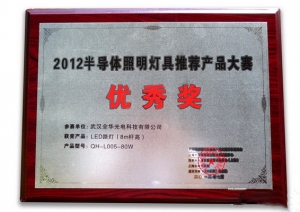 2012半导体照明灯具推荐产品大赛
优秀奖
参赛单位：武汉全华光电科技有限公司
获奖产品：LED路灯（8m杆高）
产品型号：QH-L005-80W